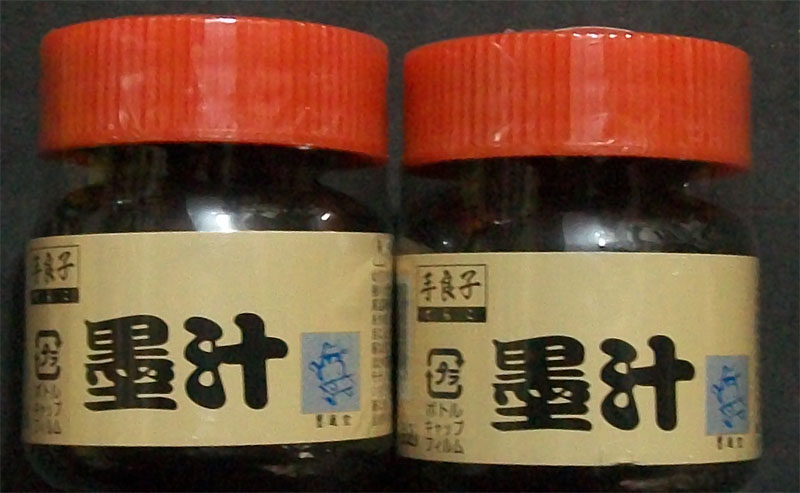 手良子
てらこ
墨汁
プラ
ボトル
キャップ
フィルム
手良子
てらこ
墨汁
プラ
ボトル
キャップ
フィルム